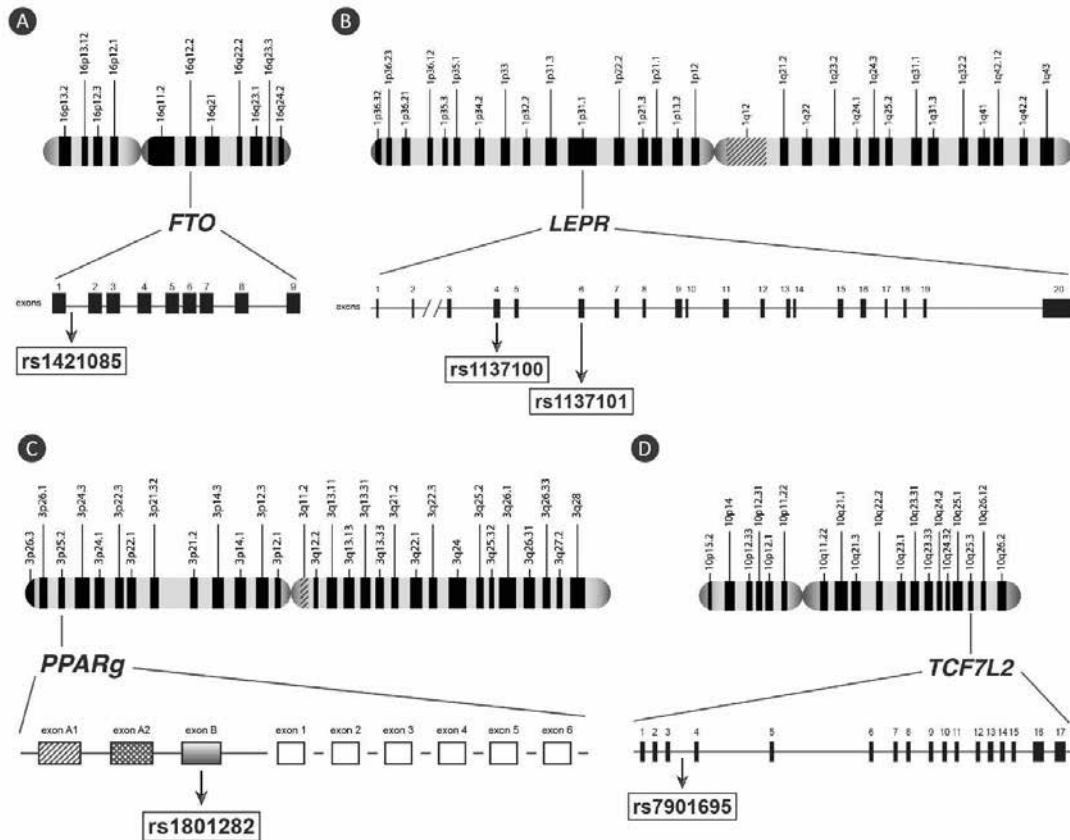 A
16p13.2
16p13.12
16p12.3
16p12.1
16q11.2
16q12.2
16q21
16q22.2
16q23.1
16q23.3
16q24.2
FTO
exons
1 2 3 4 5 6 7 8 9
rs1421085
B
1p36.32
1p36.23
1p36.21
1p36.12
1p35.3
1p35.1
1p34.2
1p33
1p32.2
1p31.3
1p31.1
1p22.2
1p21.3
1p21.1
1p13.2
1p12
1q12
1q21.2
1q22
1q23.2
1q24.1
1q24.3
1q25.2
1q31.1
1q31.3
1q32.2
1q41
1q42.12
1q42.2
1q43
LEPR
exons
1 2 3 4 5 6 7 8 9 10 11 12 13 14 15 16 17 18 19 20
rs1137100
rs1137101
C
3p26.3
3p26.1
3p25.2
3p24.3
3p24.1
3p22.3
3p22.1
3p21.32
3p21.2
3p14.3
3p14.1
3p12.3
3p12.1
3q11.2
3q12.2
3q13.11
3q13.13
3q13.31
3q13.33
3q21.2
3q22.1
3q22.3
3q24
3q25.2
3q25.32
3q26.1
3q26.31
3q26.33
3q27.2
3q28
PPARg
exon A1 exon A2 exon B exon 1 exon 2 exon 3 exon 4 exon 5 exon 6
rs1801282
D
10p15.2
10p14
10p12.33
10p12.31
10p12.1
10p11.22
10q11.22
10q21.1
10q21.3
10q22.2
10q23.1
10q23.31
10q23.33
10q24.2
10q24.32
10q25.1
10q25.3
10q26.12
10q26.2
TCF7L2
1 2 3 4 5 6 7 8 9 10 11 12 13 14 15 16 17
rs7901695